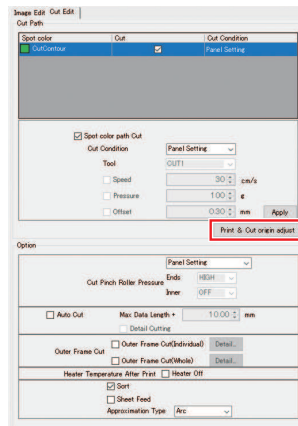 Image Edit Cut Edit
Cut Path
Spot color Cut Cut Condition
CutContour Panel Setting
Spot color path Cut
Cut Condition Panel Setting
Tool CUT1
Speed 30 cm/s
Pressure 100 g
Offset 0.30 mm Apply
Print & Cut origin adjust
Option
Panel Setting
Cut Pinch Roller Pressure Ends HIGH
Inner OFF
Auto Cut Max Data Length + 10.00 mm
Detail Cutting
Outer Frame Cut Outer Frame Cut(Individual) Detail..
Outer Frame Cut(Whole) Detail..
Heater Temperature After Print Heater Off
Sort
Sheet Feed
Approximation Type Arc